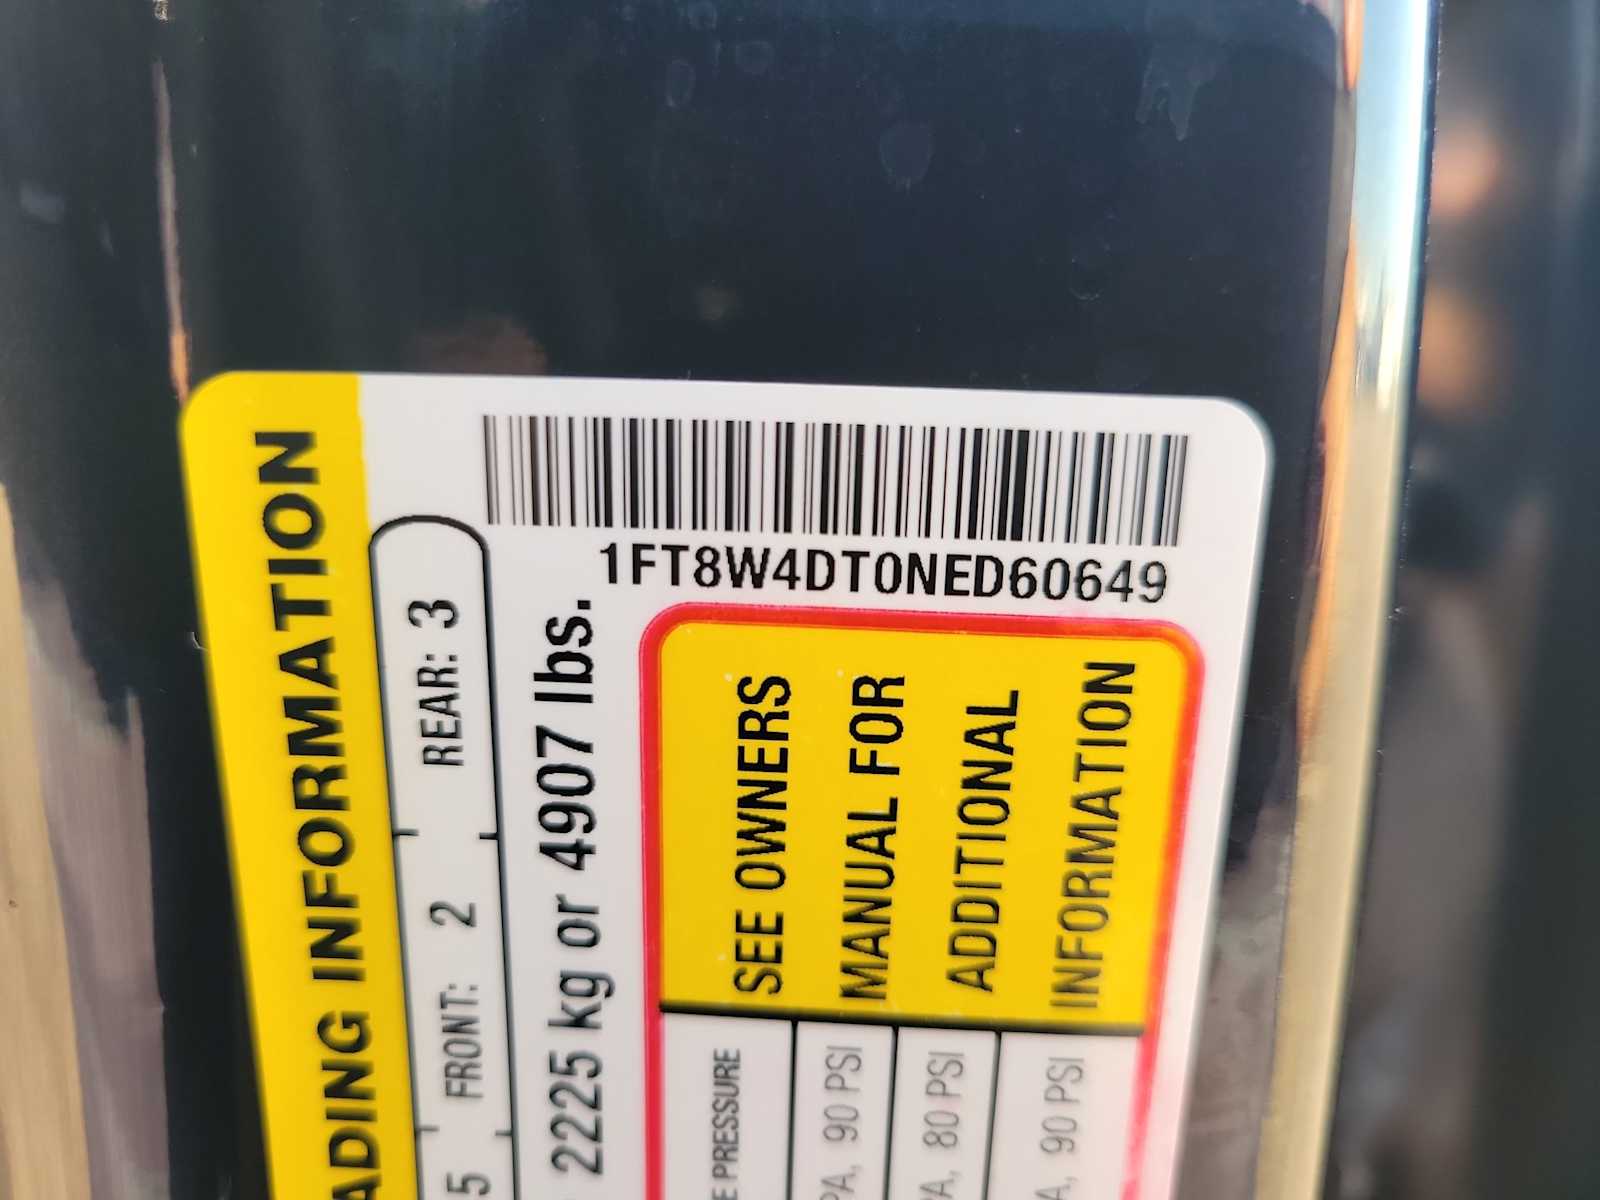 1FT8W4DT0NED60649
ADING INFORMATION
5 FRONT: 2 REAR: 3
2225 kg or 4907 lbs.
SEE OWNERS
MANUAL FOR
ADDITIONAL
INFORMATION
E PRESSURE
PA, 90 PSI
PA, 80 PSI
A, 90 PSI